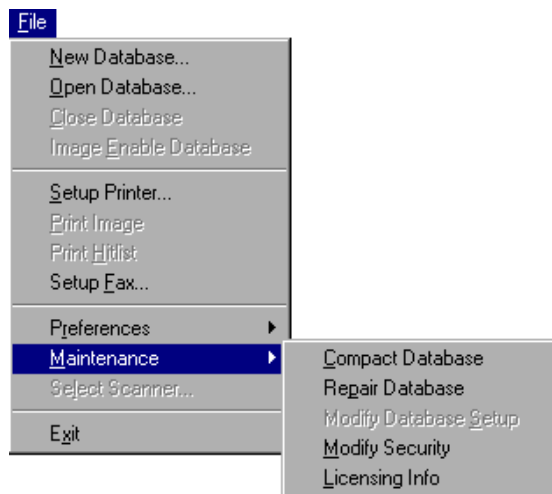 File
New Database...
Open Database...
Close Database
Image Enable Database
Setup Printer...
Print Image
Print Hitlist
Setup Fax...
Preferences
Maintenance
Select Scanner...
Exit
Compact Database
Repair Database
Modify Database Setup
Modify Security
Licensing Info